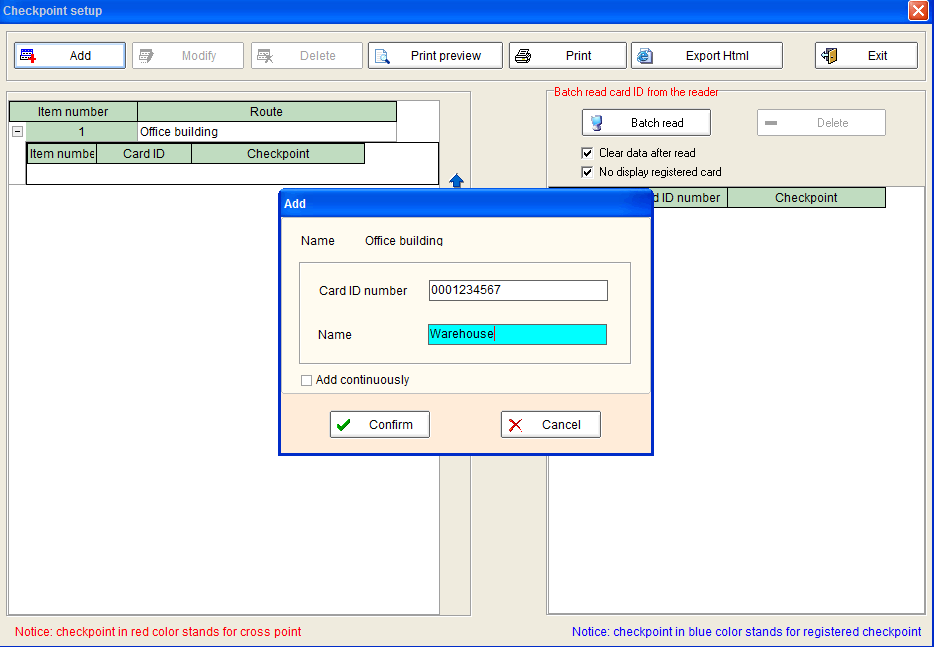 Checkpoint setup
Add Modify Delete Print preview Print Export Html Exit
Item number Route
1 Office building
Item numbe Card ID Checkpoint
Batch read card ID from the reader
Batch read Delete
Clear data after read
No display registered card
d ID number Checkpoint
Add
Name Office building
Card ID number 0001234567
Name Warehouse
Add continuously
Confirm Cancel
Notice: checkpoint in red color stands for cross point
Notice: checkpoint in blue color stands for registered checkpoint